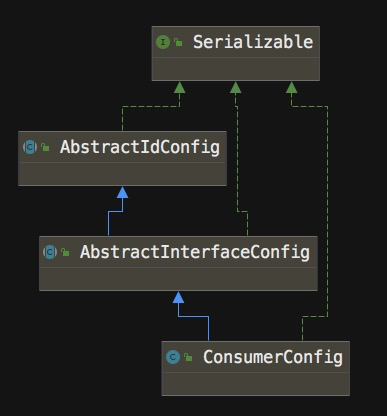 I Serializable
C AbstractIdConfig
C AbstractInterfaceConfig
C ConsumerConfig